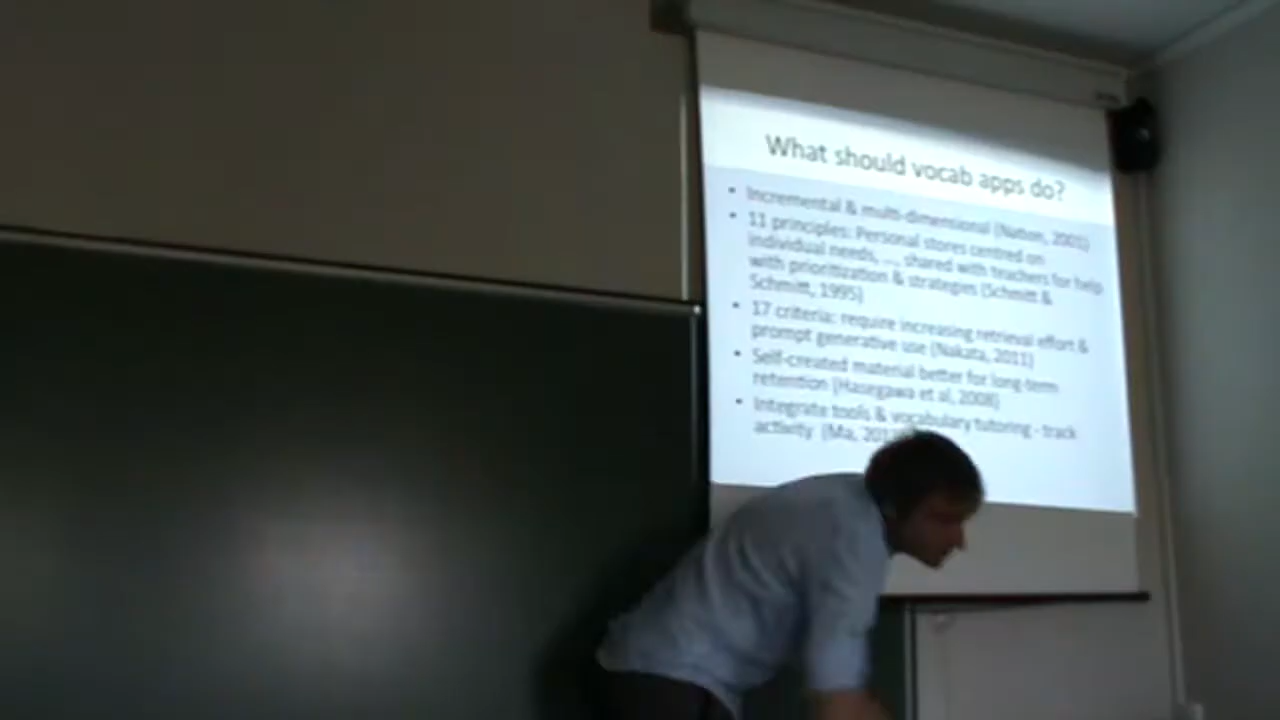 What should vocab apps do?
• Incremental & multi-dimensional (Nation, 2001)
• 11 principles: Personal stores centred on
individual needs, ..., shared with teachers for help
with prioritization & strategies (Schmitt &
Schmitt, 1995)
• 17 criteria: require increasing retrieval effort &
prompt generative use (Nakata, 2011)
• Self-created material better for long-term
retention (Hasegawa et al, 2008)
• Integrate tools & vocabulary tutoring - track
activity (Ma,